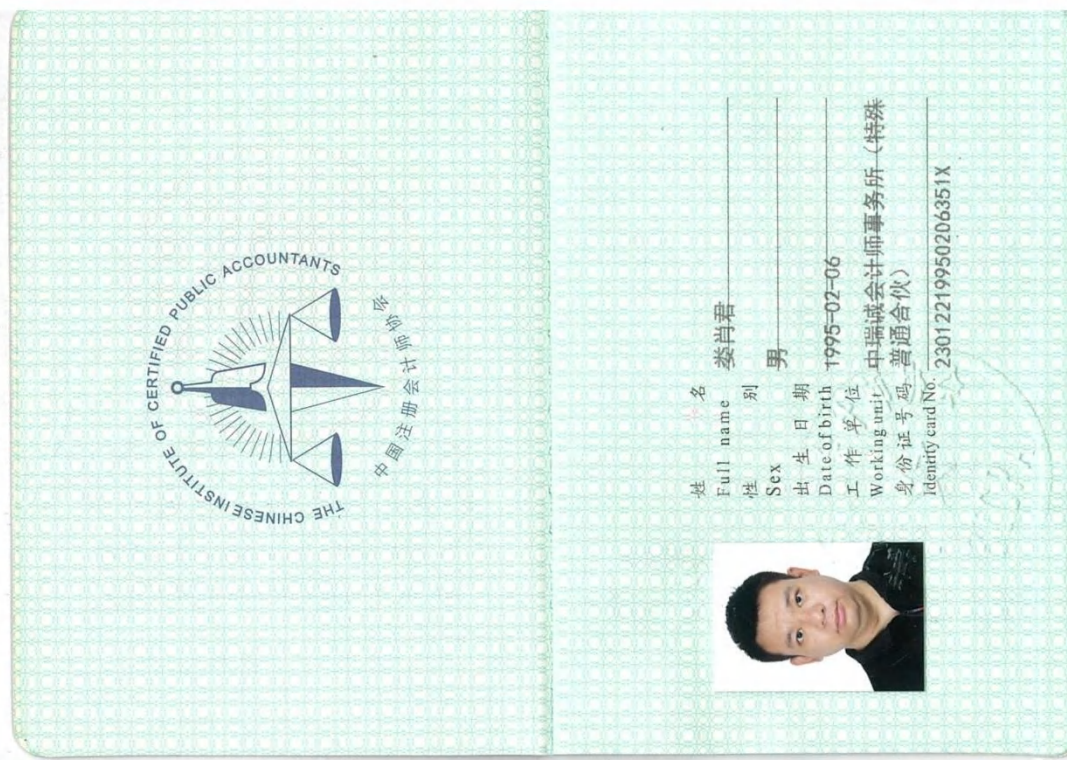 THE CHINESE INSTITUTE OF CERTIFIED PUBLIC ACCOUNTANTS
中国注册会计师协会
姓 名 娄肖君
Full name
性 别 男
Sex
出 生 日 期 1995-02-06
Date of birth
工 作 单 位 中瑞诚会计师事务所（特殊
Working unit 普通合伙）
身 份 证 号 码 23012219950206351X
Identity card No.